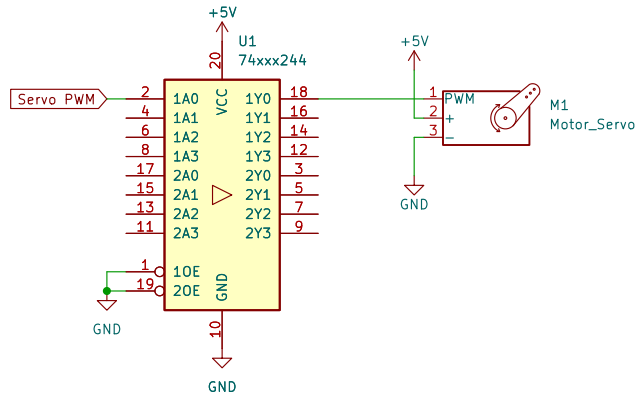 +5V
U1
74xxx244
20
VCC
Servo PWM
2 1A0 1Y0 18
4 1A1 1Y1 16
6 1A2 1Y2 14
8 1A3 1Y3 12
17 2A0 2Y0 3
15 2A1 2Y1 5
13 2A2 2Y2 7
11 2A3 2Y3 9
1 1OE
19 2OE
GND
10
GND
GND
+5V
1 PWM
2 +
3 -
M1
Motor_Servo
GND